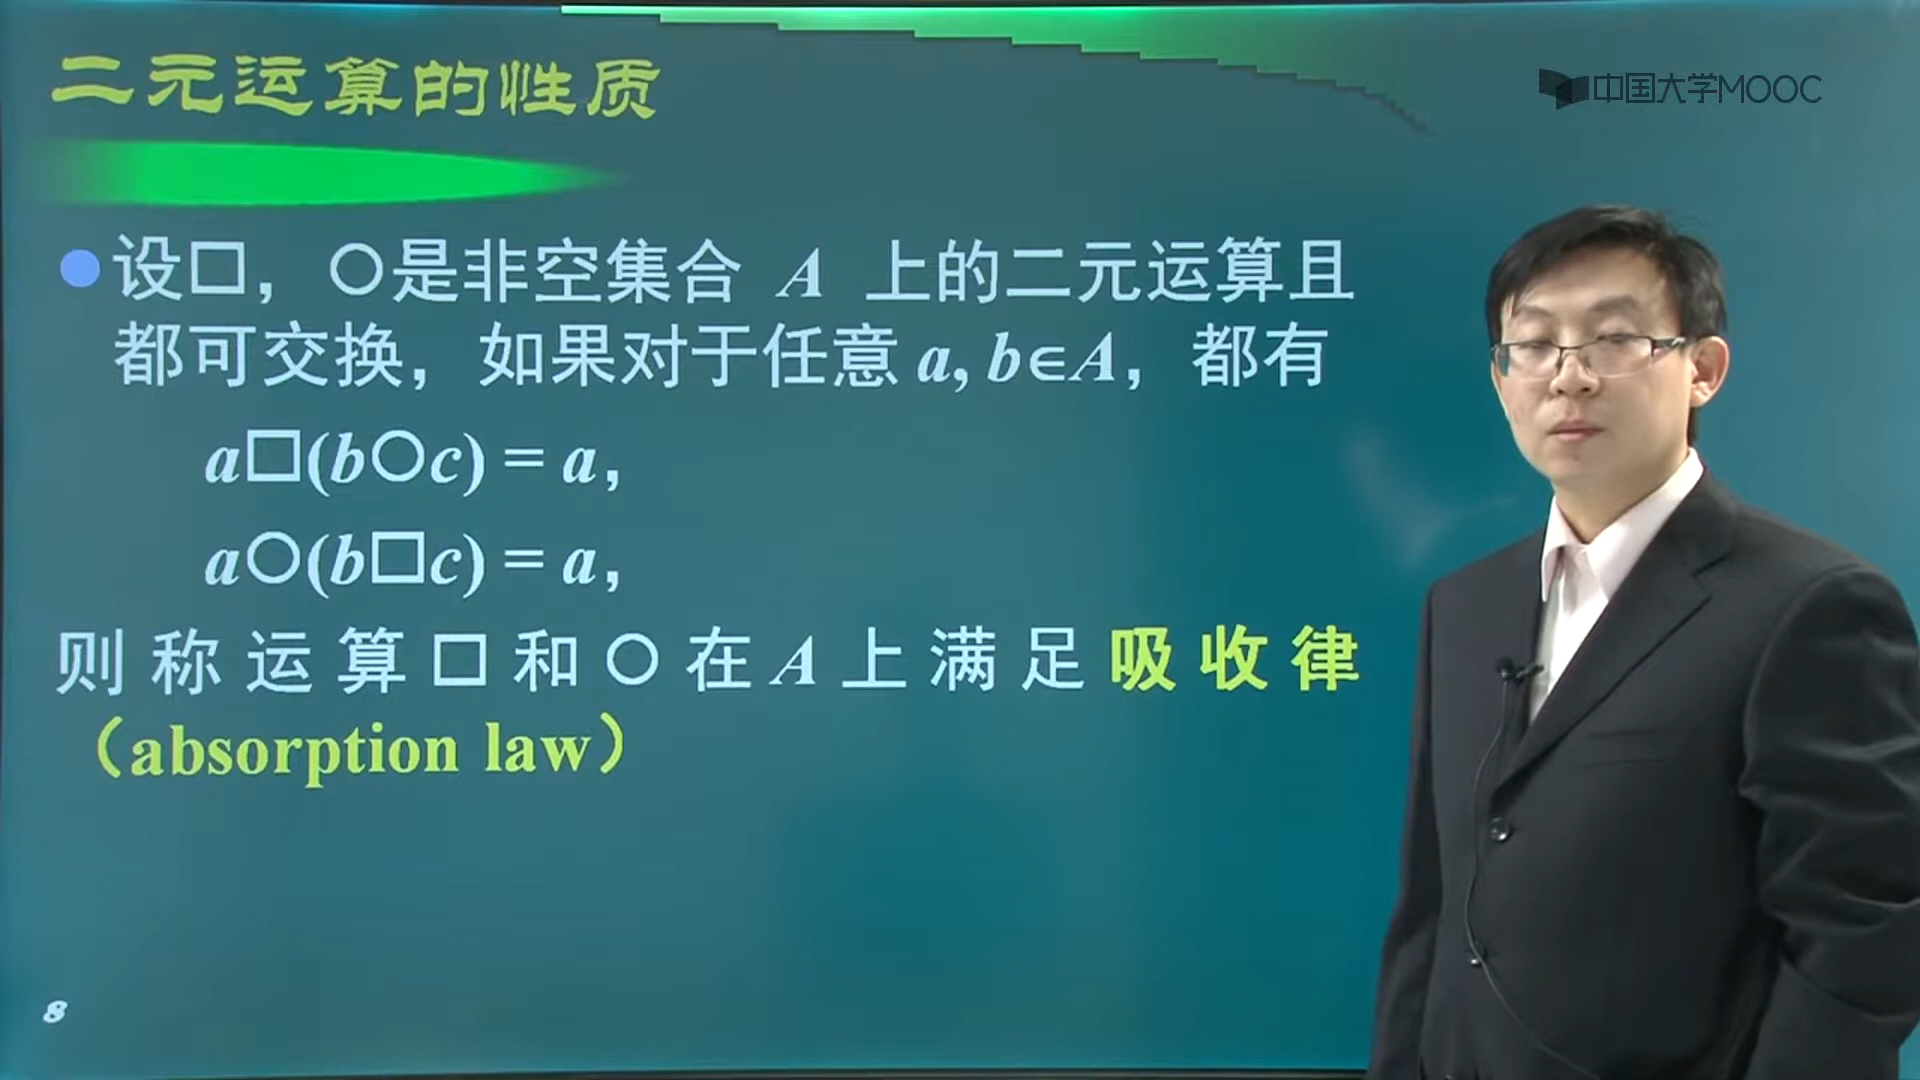 二元运算的性质
中国大学MOOC
设□，○是非空集合 A 上的二元运算且
都可交换，如果对于任意 a, b∈A，都有
a□(b○c) = a，
a○(b□c) = a，
则称运算□和○在A上满足吸收律
（absorption law）
8